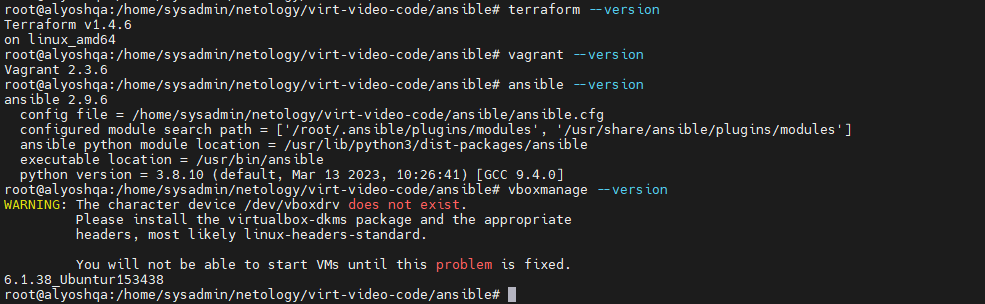 root@alyoshqa:/home/sysadmin/netology/virt-video-code/ansible# terraform --version
Terraform v1.4.6
on linux_amd64
root@alyoshqa:/home/sysadmin/netology/virt-video-code/ansible# vagrant --version
Vagrant 2.3.6
root@alyoshqa:/home/sysadmin/netology/virt-video-code/ansible# ansible --version
ansible 2.9.6
  config file = /home/sysadmin/netology/virt-video-code/ansible/ansible.cfg
  configured module search path = ['/root/.ansible/plugins/modules', '/usr/share/ansible/plugins/modules']
  ansible python module location = /usr/lib/python3/dist-packages/ansible
  executable location = /usr/bin/ansible
  python version = 3.8.10 (default, Mar 13 2023, 10:26:41) [GCC 9.4.0]
root@alyoshqa:/home/sysadmin/netology/virt-video-code/ansible# vboxmanage --version
WARNING: The character device /dev/vboxdrv does not exist.
         Please install the virtualbox-dkms package and the appropriate
         headers, most likely linux-headers-standard.

         You will not be able to start VMs until this problem is fixed.
6.1.38_Ubuntur153438
root@alyoshqa:/home/sysadmin/netology/virt-video-code/ansible#